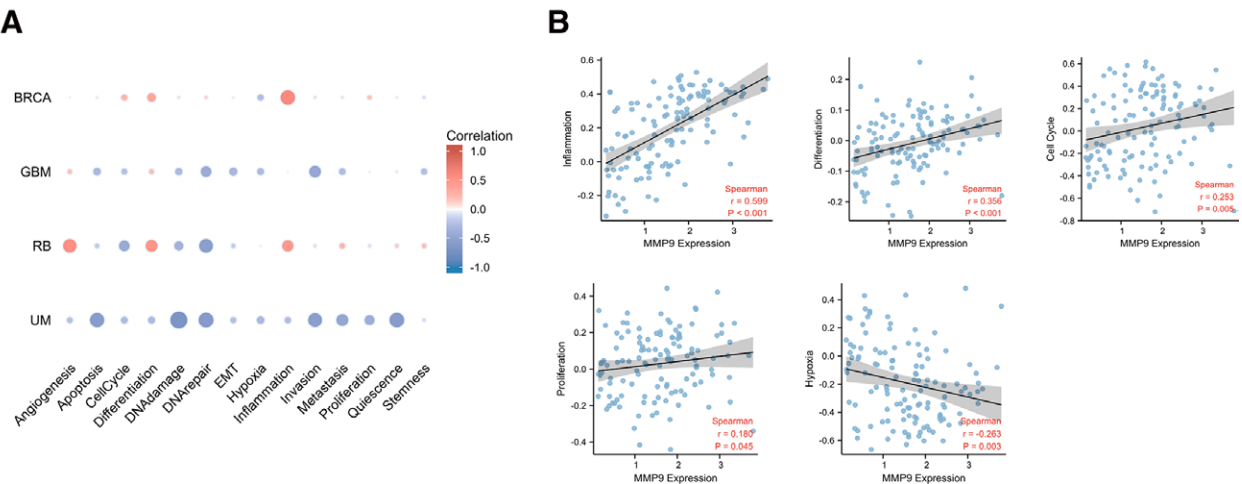 A
BRCA
GBM
RB
UM
Angiogenesis
Apoptosis
CellCycle
Differentiation
DNAdamage
DNArepair
EMT
Hypoxia
Inflammation
Invasion
Metastasis
Proliferation
Quiescence
Stemness
Correlation
1.0
0.5
0.0
-0.5
-1.0
B
Inflammation
0.6
0.4
0.2
0.0
-0.2
Spearman
r = 0.599
P < 0.001
1 2 3
MMP9 Expression
Differentiation
0.2
0.1
0.0
-0.1
-0.2
Spearman
r = 0.356
P < 0.001
1 2 3
MMP9 Expression
Cell Cycle
0.6
0.4
0.2
0.0
-0.2
-0.4
-0.6
-0.8
Spearman
r = 0.253
P = 0.005
1 2 3
MMP9 Expression
Proliferation
0.4
0.2
0.0
-0.2
-0.4
Spearman
r = 0.180
P = 0.045
1 2 3
MMP9 Expression
Hypoxia
0.4
0.2
0.0
-0.2
-0.4
-0.6
Spearman
r = -0.263
P = 0.003
1 2 3
MMP9 Expression